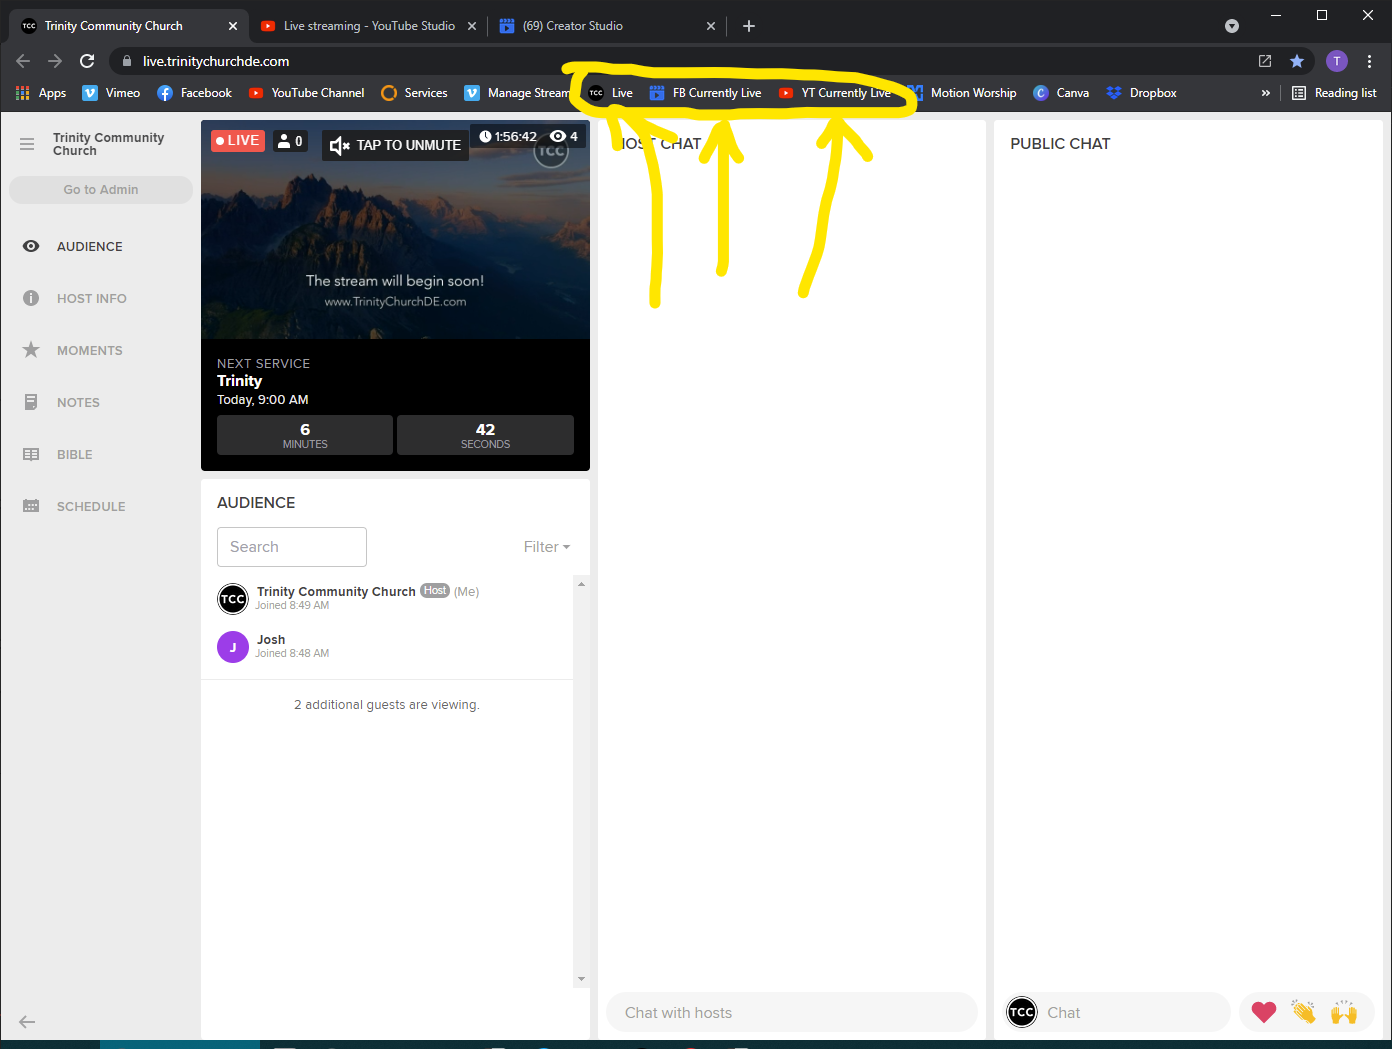 Trinity Community Church
Live streaming - YouTube Studio
(69) Creator Studio
live.trinitychurchde.com
T
Apps
Vimeo
Facebook
YouTube Channel
Services
Manage Stream
TCC
Live
FB Currently Live
YT Currently Live
Motion Worship
Canva
Dropbox
»
Reading list
Trinity Community
Church
Go to Admin
AUDIENCE
HOST INFO
MOMENTS
NOTES
BIBLE
SCHEDULE
LIVE
0
TAP TO UNMUTE
1:56:42
4
TCC
The stream will begin soon!
www.TrinityChurchDE.com
NEXT SERVICE
Trinity
Today, 9:00 AM
6
MINUTES
42
SECONDS
AUDIENCE
Search
Filter
TCC
Trinity Community Church Host (Me)
Joined 8:49 AM
J
Josh
Joined 8:48 AM
2 additional guests are viewing.
HOST CHAT
Chat with hosts
PUBLIC CHAT
TCC
Chat